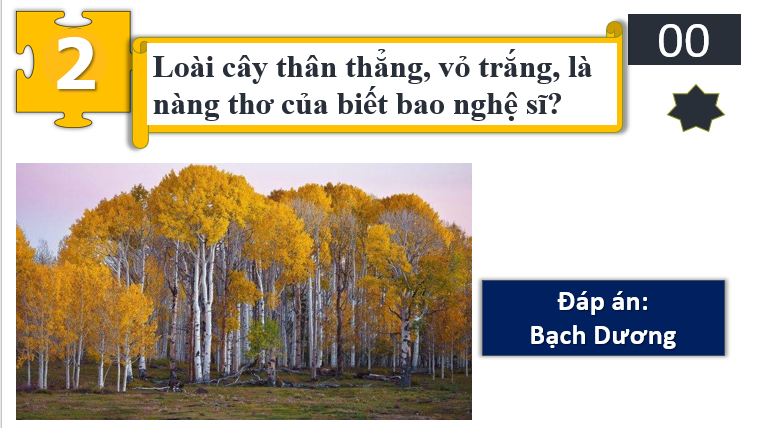 2
Loài cây thân thẳng, vỏ trắng, là
nàng thơ của biết bao nghệ sĩ?
00
Đáp án:
Bạch Dương